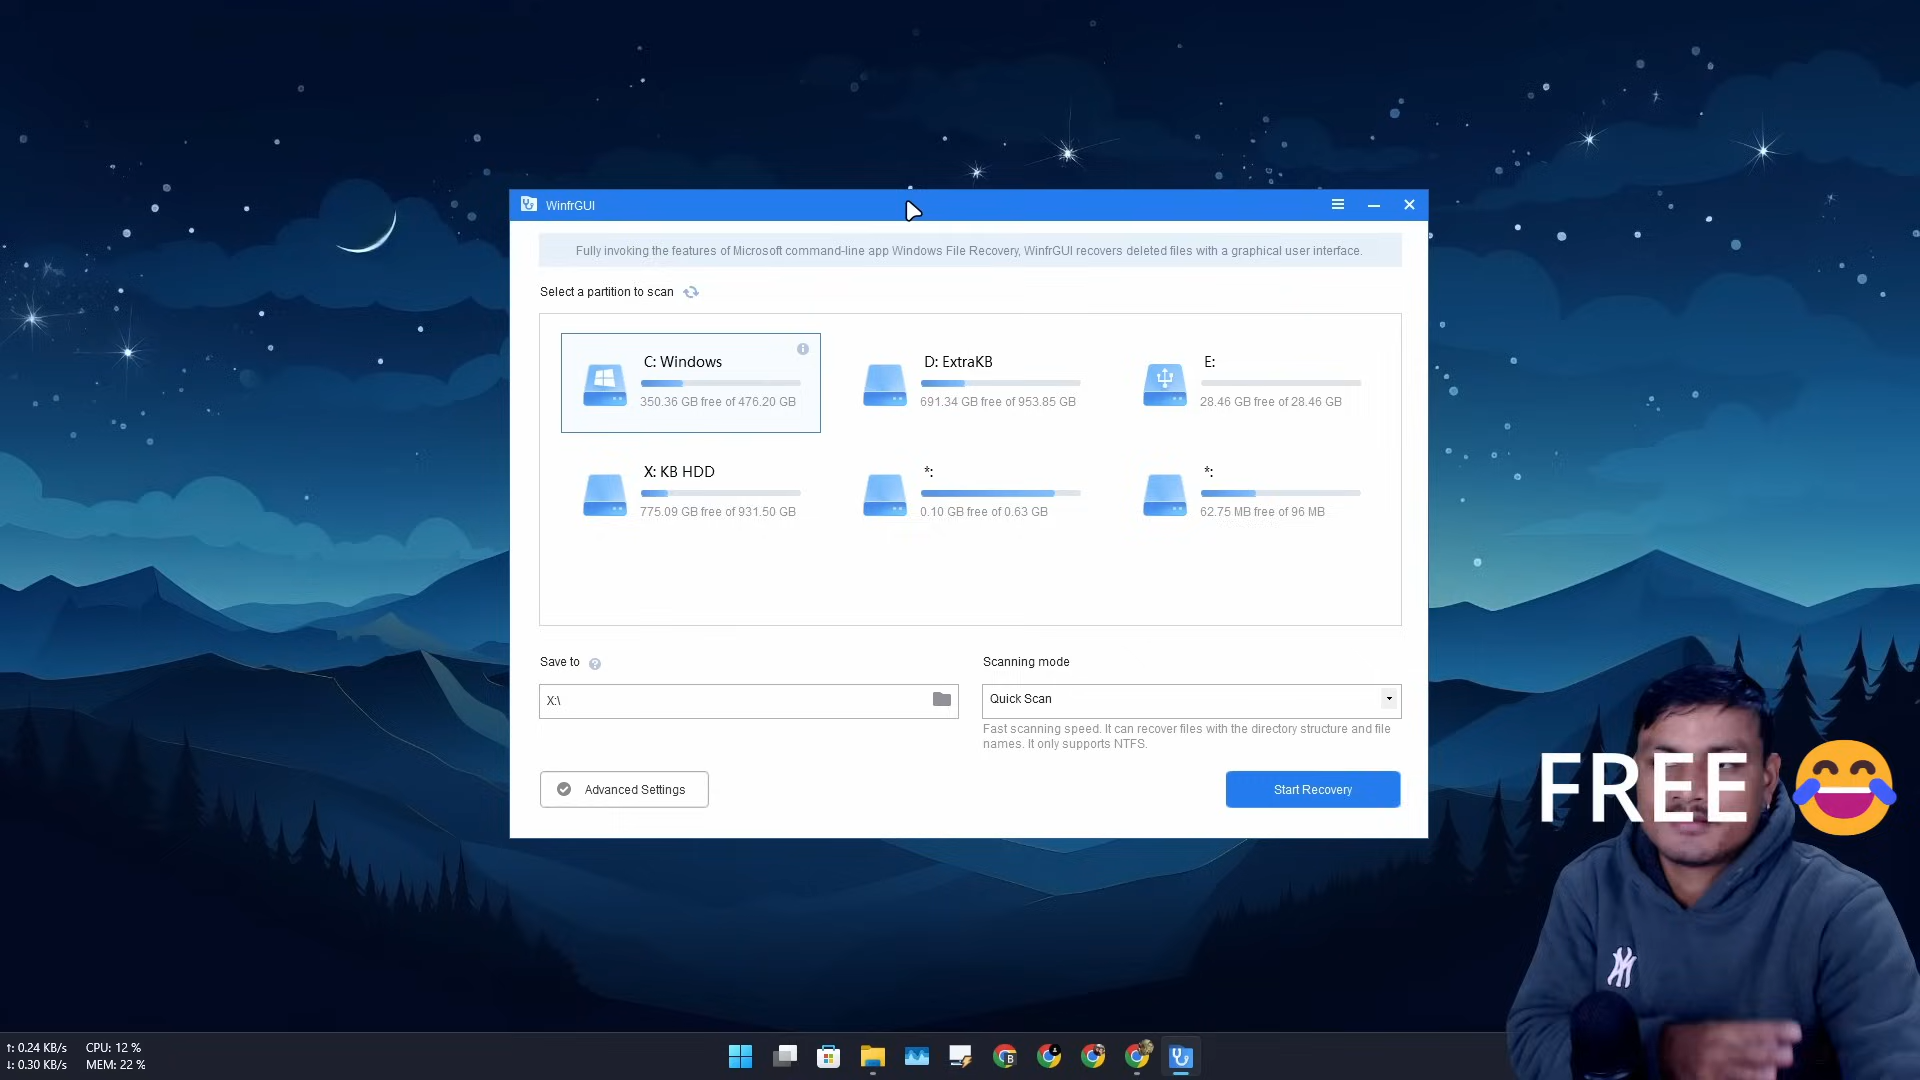 WinfrGUI
Fully invoking the features of Microsoft command-line app Windows File Recovery, WinfrGUI recovers deleted files with a graphical user interface.
Select a partition to scan
C: Windows
350.36 GB free of 476.20 GB
D: ExtraKB
691.34 GB free of 953.85 GB
E:
28.46 GB free of 28.46 GB
X: KB HDD
775.09 GB free of 931.50 GB
*:
0.10 GB free of 0.63 GB
*:
62.75 MB free of 96 MB
Save to
X:\
Scanning mode
Quick Scan
Fast scanning speed. It can recover files with the directory structure and file
names. It only supports NTFS.
Advanced Settings
Start Recovery
FREE
NY
↑: 0.24 KB/s CPU: 12 %
↓: 0.30 KB/s MEM: 22 %
B